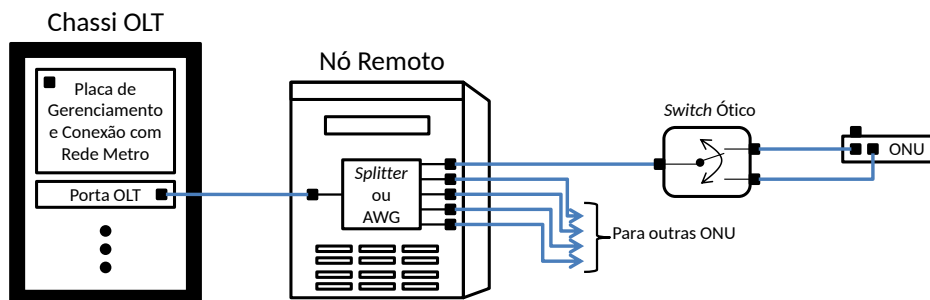 Chassi OLT
Placa de
Gerenciamento
e Conexão com
Rede Metro
Porta OLT
Nó Remoto
Splitter
ou
AWG
Switch Ótico
ONU
Para outras ONU